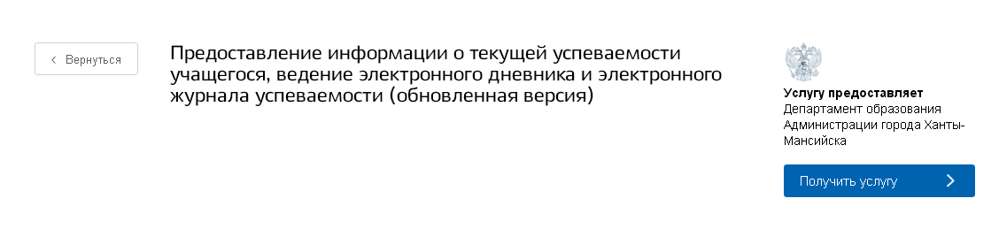 Вернуться
Предоставление информации о текущей успеваемости
учащегося, ведение электронного дневника и электронного
журнала успеваемости (обновленная версия)
Услугу предоставляет
Департамент образования
Администрации города Ханты-
Мансийска
Получить услугу